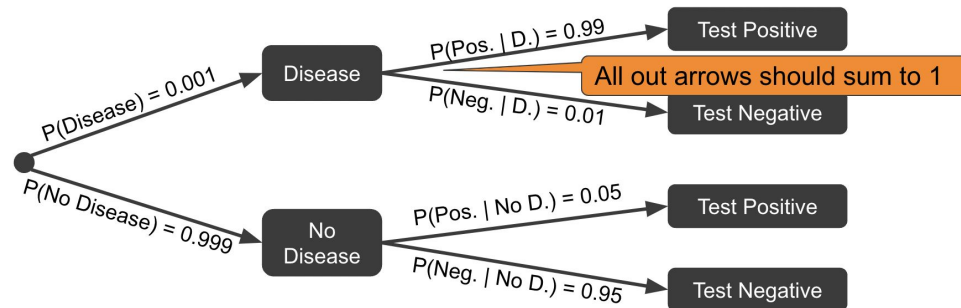 P(Disease) = 0.001
P(No Disease) = 0.999
Disease
No
Disease
P(Pos. | D.) = 0.99
P(Neg. | D.) = 0.01
All out arrows should sum to 1
P(Pos. | No D.) = 0.05
P(Neg. | No D.) = 0.95
Test Positive
Test Negative
Test Positive
Test Negative